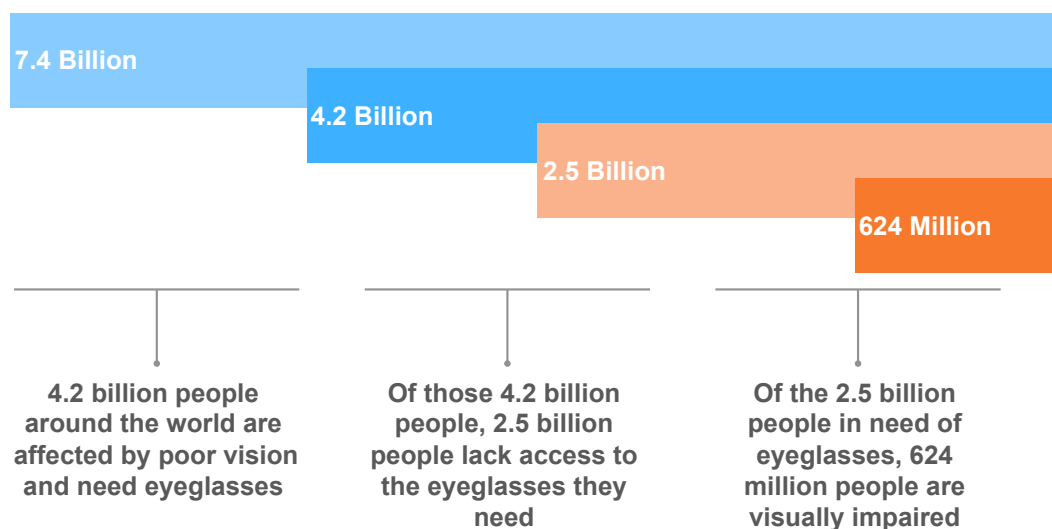 7.4 Billion
4.2 Billion
2.5 Billion
624 Million
4.2 billion people
around the world are
affected by poor vision
and need eyeglasses
Of those 4.2 billion
people, 2.5 billion
people lack access to
the eyeglasses they
need
Of the 2.5 billion
people in need of
eyeglasses, 624
million people are
visually impaired